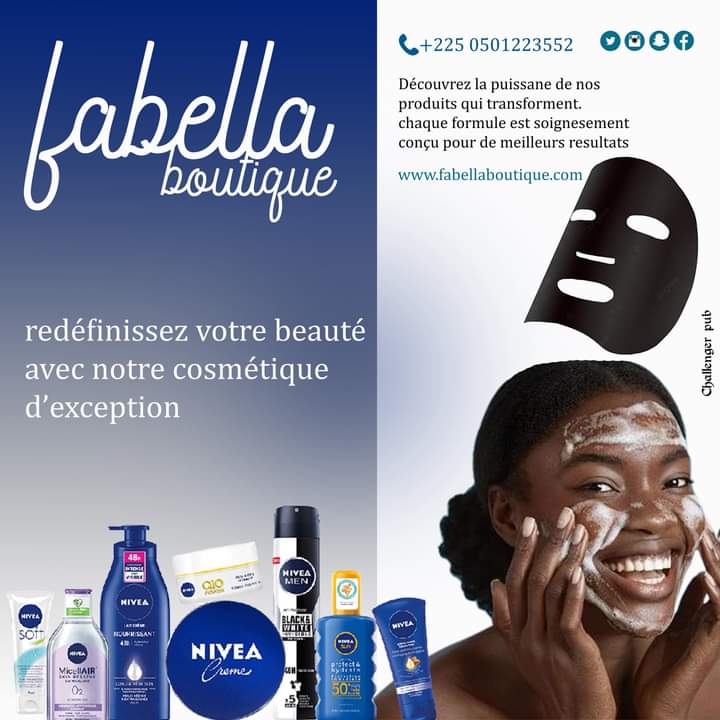 fabella
boutique
+225 0501223552
Découvrez la puissane de nos
produits qui transforment.
chaque formule est soignesement
conçu pour de meilleurs resultats
www.fabellaboutique.com
Challenger pub
redéfinissez votre beauté
avec notre cosmétique
d’exception
NIVEA
SOFT
MicellAIR
O2
48H
NIVEA
NOURRISSANT
Q10
NIVEA
Creme
NIVEA
MEN
BLACK&
WHITE
NIVEA
SUN
protect &
hydrate
50+
NIVEA